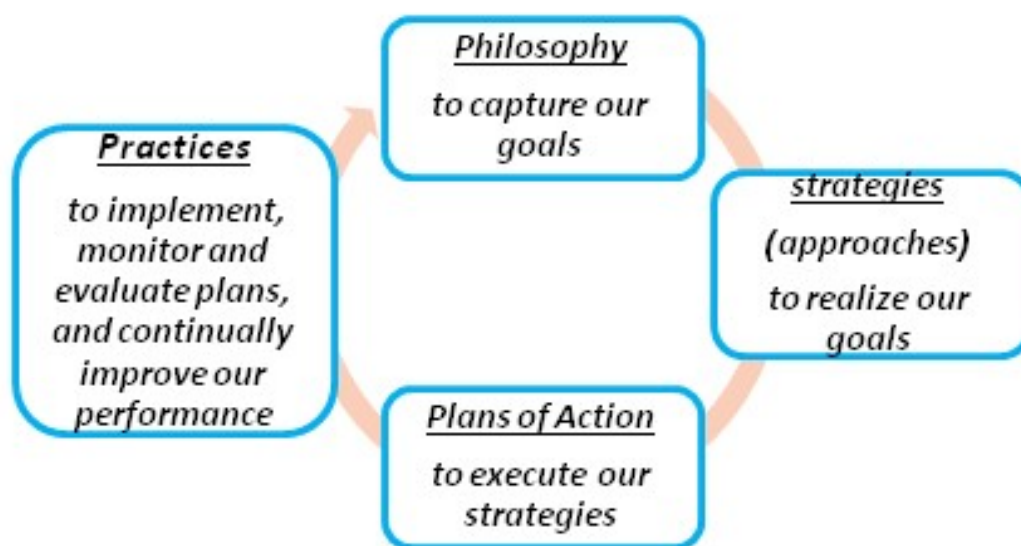 Philosophy
to capture our
goals
strategies
(approaches)
to realize our
goals
Plans of Action
to execute our
strategies
Practices
to implement,
monitor and
evaluate plans,
and continually
improve our
performance